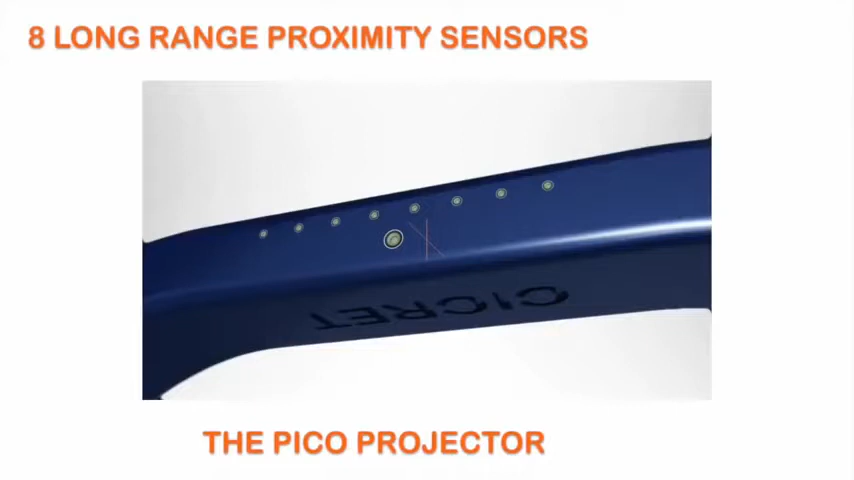 8 LONG RANGE PROXIMITY SENSORS
CICRET
THE PICO PROJECTOR